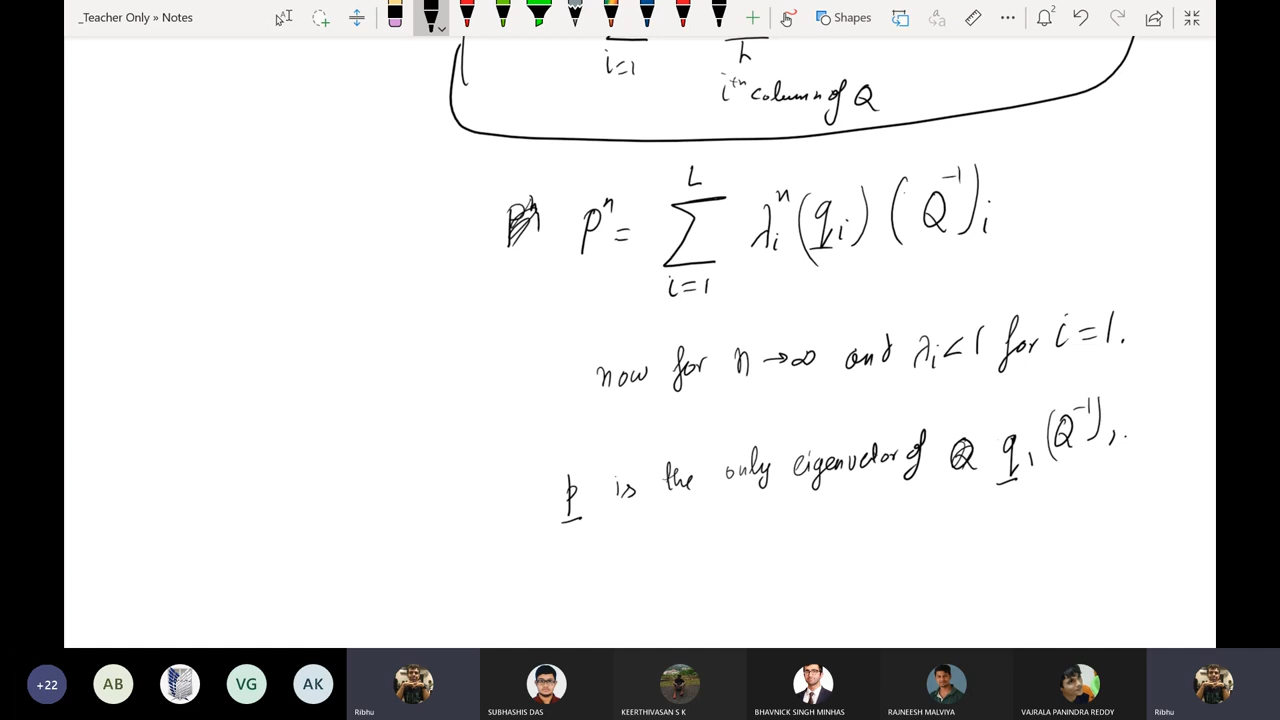 _Teacher Only » Notes
Shapes
2
i=1
i^th column of Q
P^n = \sum_{i=1}^{L} λ_i^n (q_i) (Q^{-1})_i
now for n→∞ and λ_i < 1 for i = 1.
p is the only eigenvector of Q q_1 (Q^{-1})_1.
+22
AB
VG
AK
Ribhu
SUBHASHIS DAS
KEERTHIVASAN S K
BHAVNICK SINGH MINHAS
RAJNEESH MALVIYA
VAJRALA PANINDRA REDDY
Ribhu